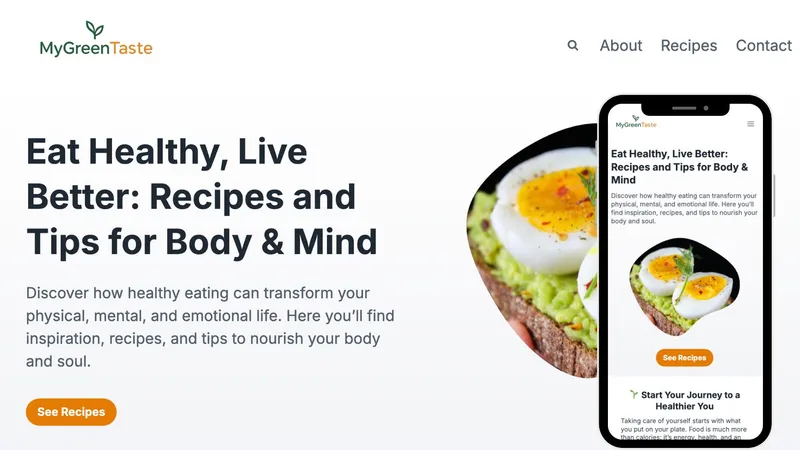 MyGreenTaste
About
Recipes
Contact
Eat Healthy, Live
Better: Recipes and
Tips for Body & Mind
Discover how healthy eating can transform your
physical, mental, and emotional life. Here you’ll find
inspiration, recipes, and tips to nourish your body
and soul.
See Recipes
MyGreenTaste
Eat Healthy, Live Better:
Recipes and Tips for Body &
Mind
Discover how healthy eating can transform your
physical, mental, and emotional life. Here you’ll
find inspiration, recipes, and tips to nourish your
body and soul.
See Recipes
Start Your Journey to a
Healthier You
Taking care of yourself starts with what
you put on your plate. Food is much more
than calories: it’s energy, health, and an